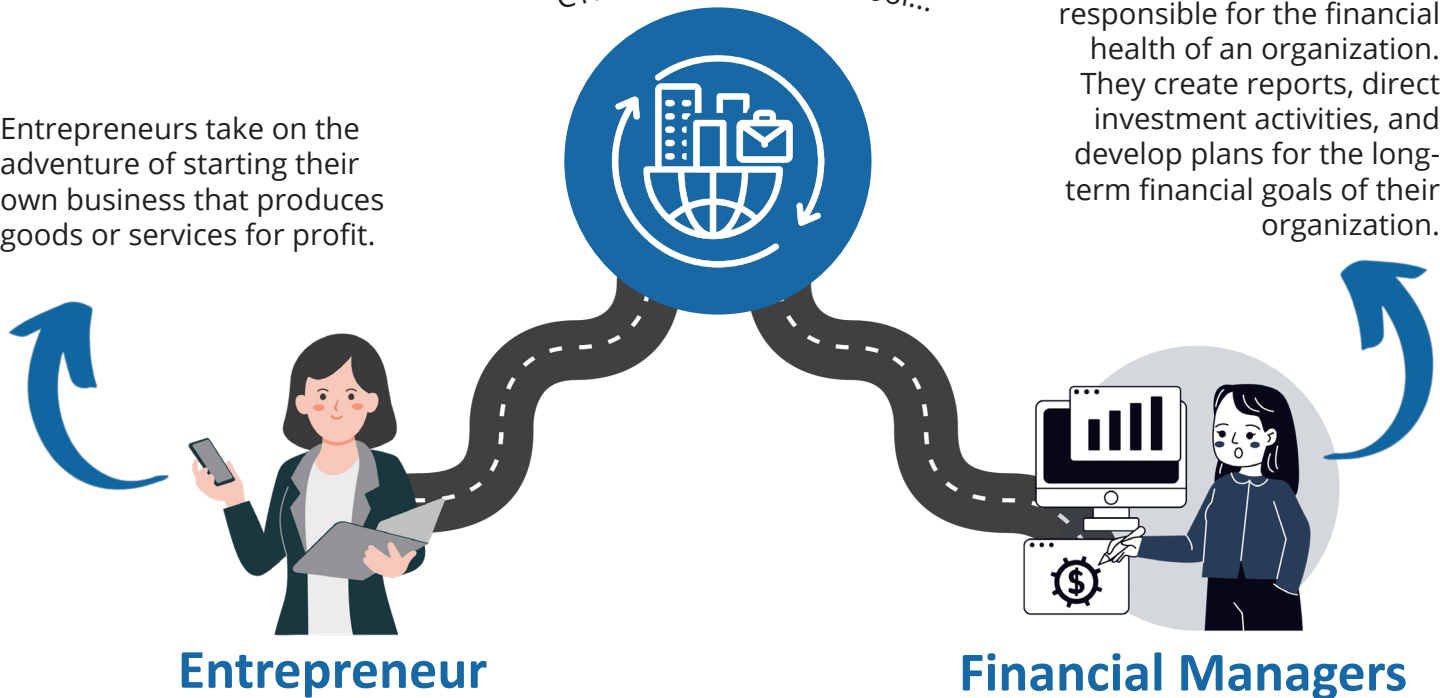 responsible for the financial
health of an organization.
They create reports, direct
investment activities, and
develop plans for the long-
term financial goals of their
organization.
Entrepreneurs take on the
adventure of starting their
own business that produces
goods or services for profit.
$
Entrepreneur
Financial Managers